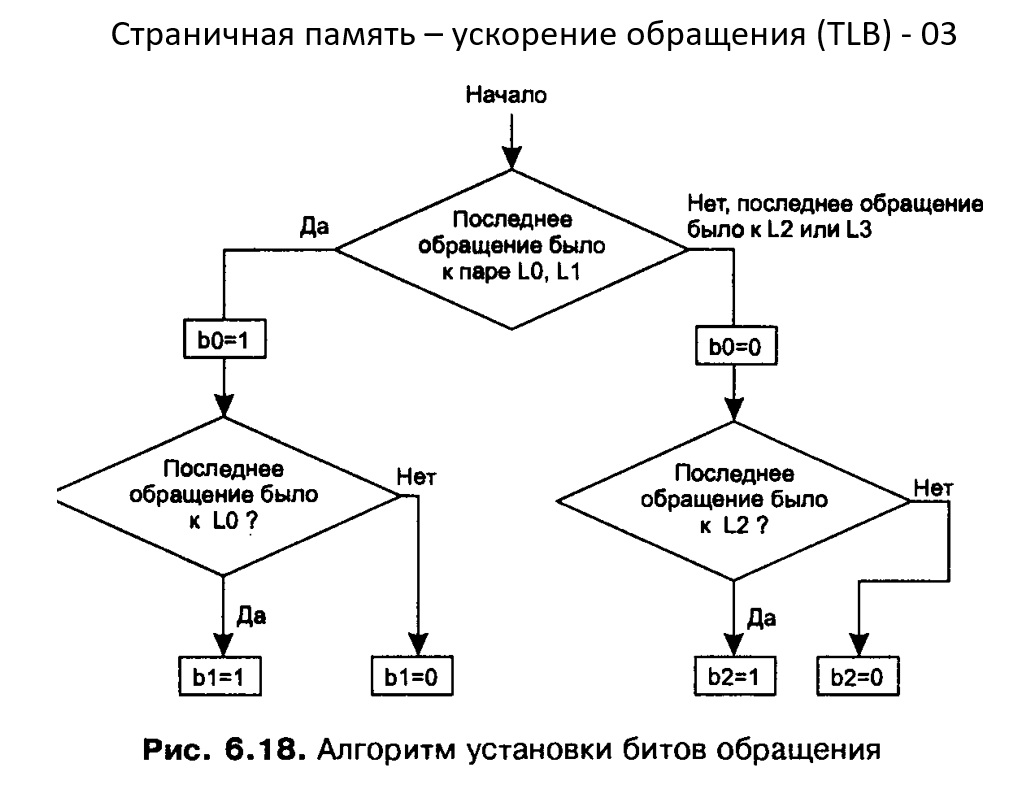 Страничная память – ускорение обращения (TLB) - 03
Начало
Последнее
обращение было
к паре L0, L1
Да
Нет, последнее обращение
было к L2 или L3
b0=1
b0=0
Последнее
обращение было
к L0 ?
Нет
Да
Последнее
обращение было
к L2 ?
Нет
Да
b1=1
b1=0
b2=1
b2=0
Рис. 6.18. Алгоритм установки битов обращения